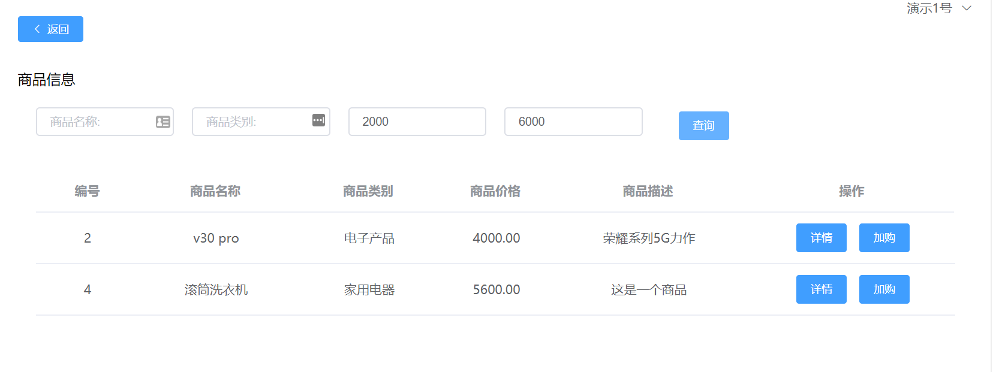 演示1号
返回
商品信息
商品名称: 商品类别: 2000 6000 查询
编号 商品名称 商品类别 商品价格 商品描述 操作
2 v30 pro 电子产品 4000.00 荣耀系列5G力作 详情 加购
4 滚筒洗衣机 家用电器 5600.00 这是一个商品 详情 加购